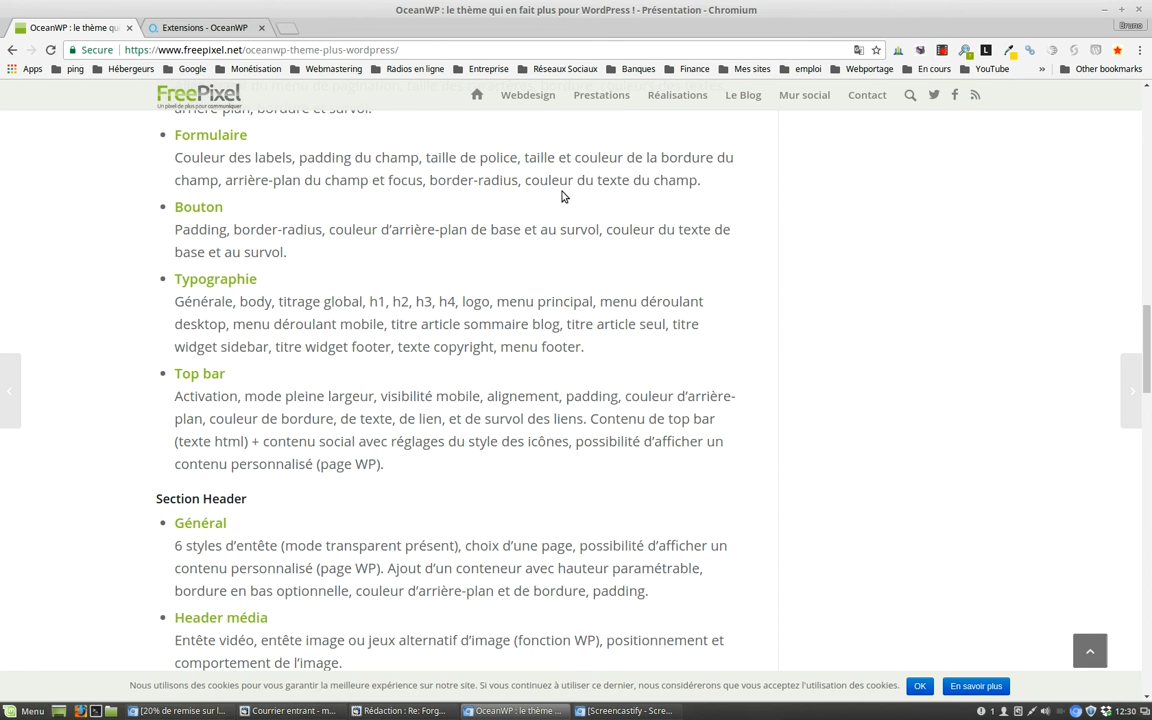 OceanWP : le thème qui en fait plus pour WordPress ! - Présentation - Chromium
OceanWP : le thème qu
Extensions - OceanWP
Bruno
Secure
https://www.freepixel.net/oceanwp-theme-plus-wordpress/
Apps ping Hébergeurs Google Monétisation Webmastering Radios en ligne Entreprise Réseaux Sociaux Banques Finance Mes sites emploi Webportage En cours YouTube » Other bookmarks
FreePixel
Un pixel de plus pour communiquer
Webdesign Prestations Réalisations Le Blog Mur social Contact
arrière-plan, bordure et survol.
Formulaire
Couleur des labels, padding du champ, taille de police, taille et couleur de la bordure du
champ, arrière-plan du champ et focus, border-radius, couleur du texte du champ.
Bouton
Padding, border-radius, couleur d'arrière-plan de base et au survol, couleur du texte de
base et au survol.
Typographie
Générale, body, titrage global, h1, h2, h3, h4, logo, menu principal, menu déroulant
desktop, menu déroulant mobile, titre article sommaire blog, titre article seul, titre
widget sidebar, titre widget footer, texte copyright, menu footer.
Top bar
Activation, mode pleine largeur, visibilité mobile, alignement, padding, couleur d'arrière-
plan, couleur de bordure, de texte, de lien, et de survol des liens. Contenu de top bar
(texte html) + contenu social avec réglages du style des icônes, possibilité d'afficher un
contenu personnalisé (page WP).
Section Header
Général
6 styles d'entête (mode transparent présent), choix d'une page, possibilité d'afficher un
contenu personnalisé (page WP). Ajout d'un conteneur avec hauteur paramétrable,
bordure en bas optionnelle, couleur d'arrière-plan et de bordure, padding.
Header média
Entête vidéo, entête image ou jeux alternatif d'image (fonction WP), positionnement et
comportement de l'image.
Nous utilisons des cookies pour vous garantir la meilleure expérience sur notre site. Si vous continuez à utiliser ce dernier, nous considérerons que vous acceptez l'utilisation des cookies. OK En savoir plus
Menu [20% de remise sur l... Courrier entrant - m... Rédaction : Re: Forg... OceanWP : le thème ... [Screencastify - Scre... 1 12:30